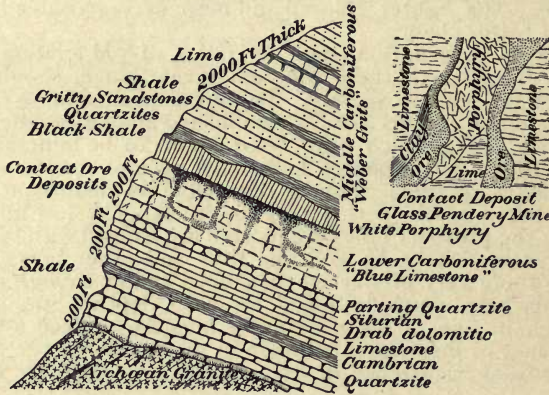 Lime
2000 Ft Thick
Shale
Gritty Sandstones
Quartzites
Black Shale
Contact Ore
Deposits
200 Ft
200 Ft
Shale
200 Ft
Archæan Granite
Middle Carboniferous
"Weber Grits"
Limestone
Porphyry
Limestone
Clay
Ore
Lime
Ore
Contact Deposit
Glass Pendery Mine
White Porphyry
Lower Carboniferous
"Blue Limestone"
Parting Quartzite
Silurian
Drab dolomitic
Limestone
Cambrian
Quartzite